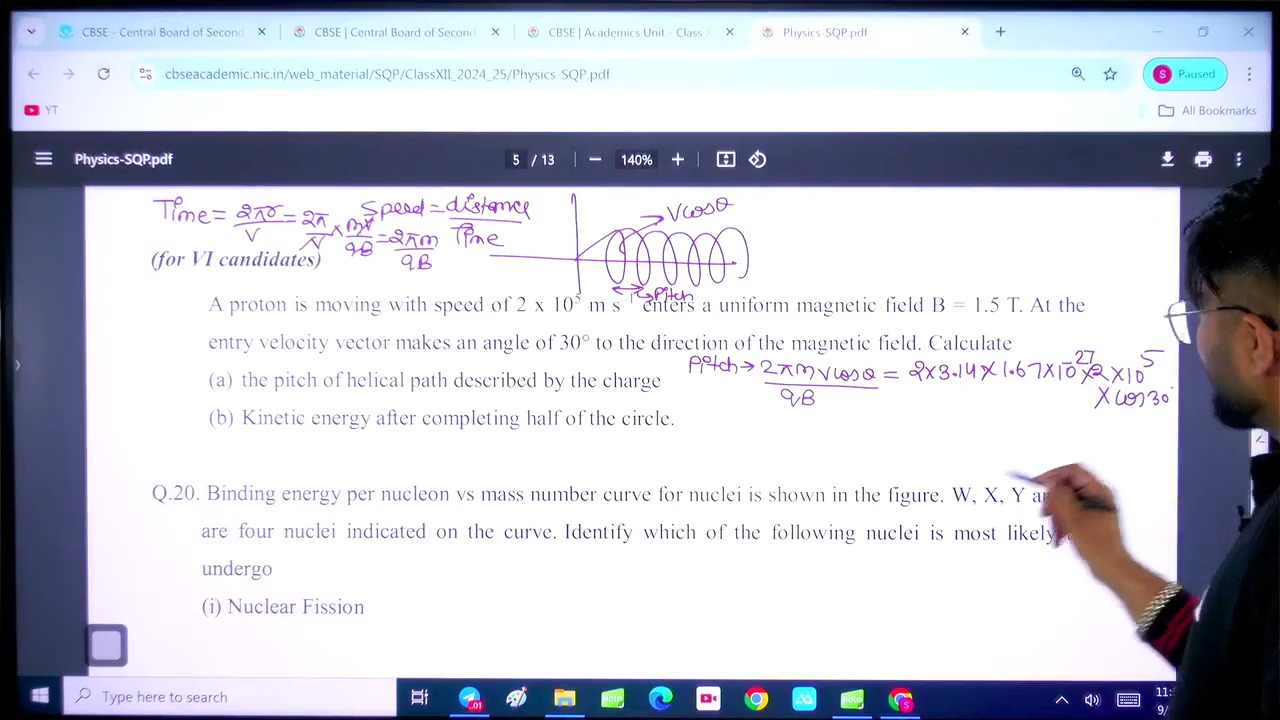 CBSE - Central Board of Second
CBSE | Central Board of Second
CBSE | Academics Unit - Class
Physics-SQP.pdf
cbseacademic.nic.in/web_material/SQP/ClassXII_2024_25/Physics-SQP.pdf
S Paused
YT
All Bookmarks
Physics-SQP.pdf
5 / 13
140%
Time = 2πr/V = 2π/V × mV/qB = 2πm/qB
Speed = distance/Time
Vcosθ
(for VI candidates)
Pitch
A proton is moving with speed of 2 x 10⁵ m s⁻¹ enters a uniform magnetic field B = 1.5 T. At the
entry velocity vector makes an angle of 30° to the direction of the magnetic field. Calculate
(a) the pitch of helical path described by the charge
Pitch → 2πmvcosθ/qB = 2×3.14×1.67×10⁻²⁷×2×10⁵
×cos30°
(b) Kinetic energy after completing half of the circle.
Q.20. Binding energy per nucleon vs mass number curve for nuclei is shown in the figure. W, X, Y
are four nuclei indicated on the curve. Identify which of the following nuclei is most likely
undergo
(i) Nuclear Fission
Type here to search
.01
Note
Note
S